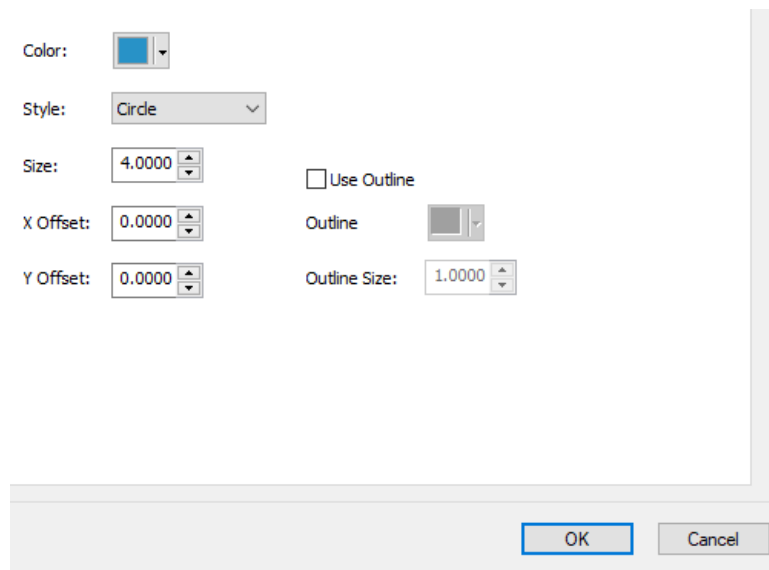 Color:
Style: Circle
Size: 4.0000
Use Outline
X Offset: 0.0000 Outline
Y Offset: 0.0000 Outline Size: 1.0000
OK Cancel